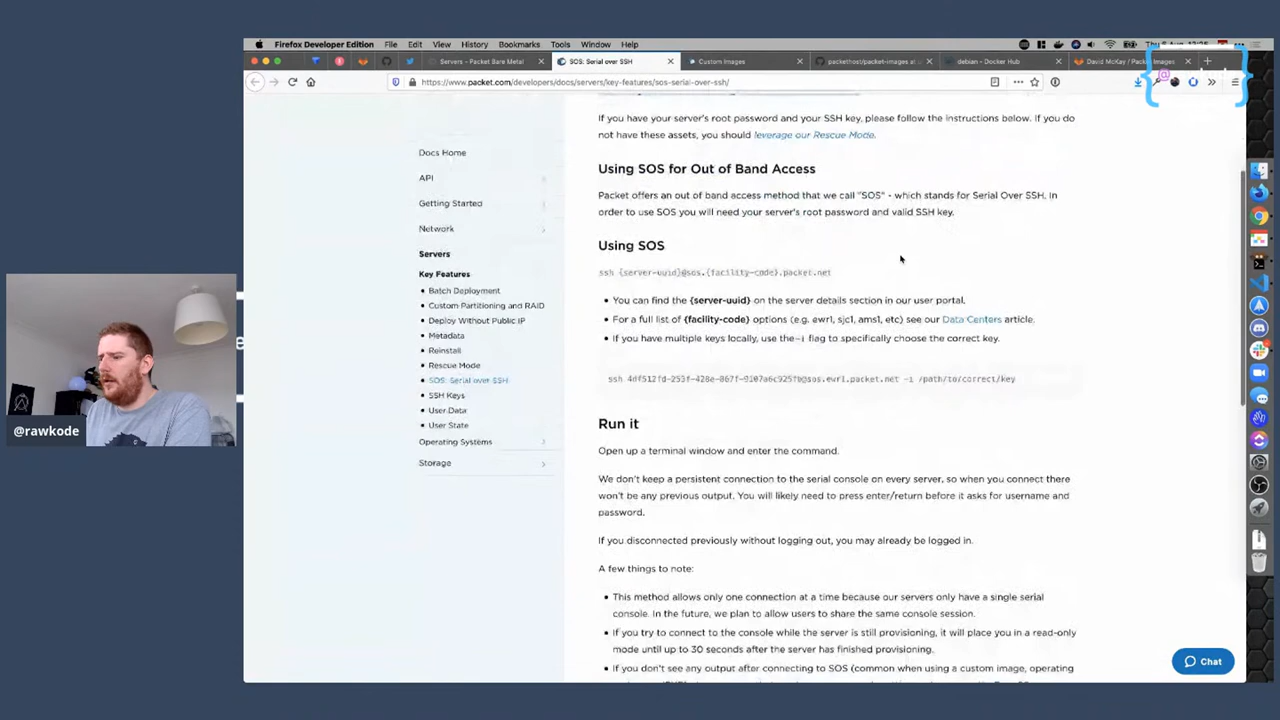 Firefox Developer Edition File Edit View History Bookmarks Tools Window Help
Servers – Packet Bare Metal
SOS: Serial over SSH
Custom Images
debian - Docker Hub
https://www.packet.com/developers/docs/servers/key-features/sos-serial-over-ssh/
If you have your server's root password and your SSH key, please follow the instructions below. If you do
not have these assets, you should leverage our Rescue Mode.
Docs Home
API
Getting Started
Network
Servers
Key Features
• Batch Deployment
• Custom Partitioning and RAID
• Deploy Without Public IP
• Metadata
• Reinstall
• Rescue Mode
• SOS: Serial over SSH
• SSH Keys
• User Data
• User State
Operating Systems
Storage
Using SOS for Out of Band Access
Packet offers an out of band access method that we call "SOS" - which stands for Serial Over SSH. In
order to use SOS you will need your server's root password and valid SSH key.
Using SOS
ssh {server-uuid}@sos.{facility-code}.packet.net
• You can find the {server-uuid} on the server details section in our user portal.
• For a full list of {facility-code} options (e.g. ewr1, sjc1, ams1, etc) see our Data Centers article.
• If you have multiple keys locally, use the -i flag to specifically choose the correct key.
-i /path/to/correct/key
Run it
Open up a terminal window and enter the command.
We don't keep a persistent connection to the serial console on every server, so when you connect there
won't be any previous output. You will likely need to press enter/return before it asks for username and
password.
If you disconnected previously without logging out, you may already be logged in.
A few things to note:
• This method allows only one connection at a time because our servers only have a single serial
console. In the future, we plan to allow users to share the same console session.
• If you try to connect to the console while the server is still provisioning, it will place you in a read-only
mode until up to 30 seconds after the server has finished provisioning.
• If you don't see any output after connecting to SOS (common when using a custom image, operating
Chat
@rawkode